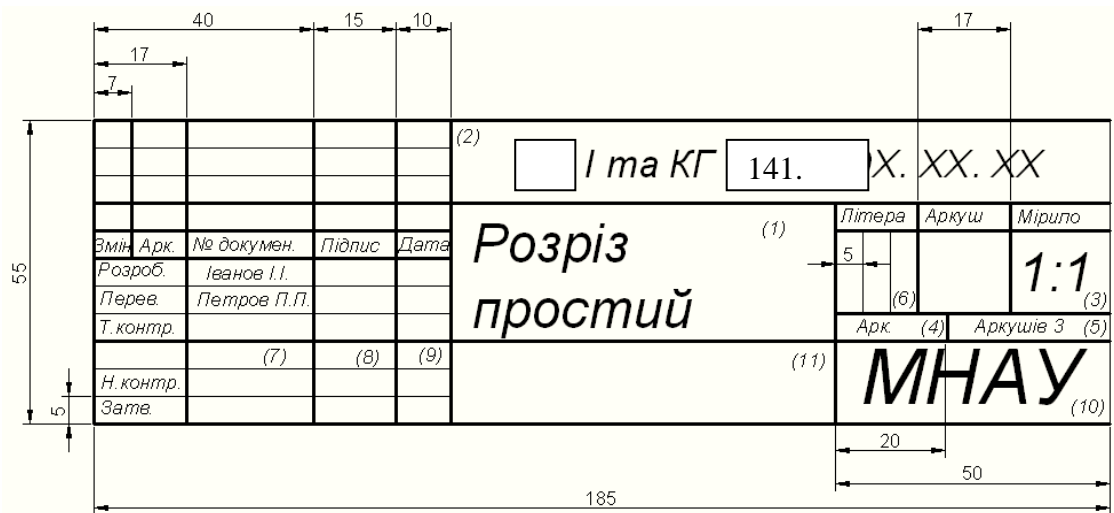 40 15 10 17
17
7
(2) І та КГ 141. Х. ХХ. ХХ
Літера Аркуш Мірило
Розріз (1)
Змін Арк. № докумен. Підпис Дата
Розроб. Іванов І.І.
5
1:1
55
Перев. Петров П.П.
простий
(6) (3)
Т.контр.
Арк. (4) Аркушів 3 (5)
(7) (8) (9) (11) МНАУ
Н.контр.
5 Затв.
(10)
20
50
185